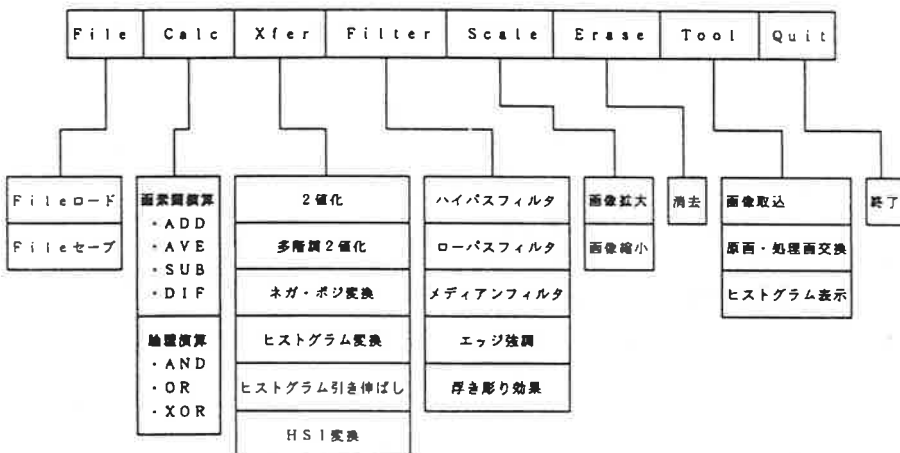 File Calc Xfer Filter Scale Erase Tool Quit
Fileロード
Fileセーブ
画素間演算
・ADD
・AVE
・SUB
・DIF
論理演算
・AND
・OR
・XOR
2値化
多階調2値化
ネガ・ポジ変換
ヒストグラム変換
ヒストグラム引き伸ばし
HSI変換
ハイパスフィルタ
ローパスフィルタ
メディアンフィルタ
エッジ強調
浮き彫り効果
画像拡大
画像縮小
消去
画像取込
原画・処理画交換
ヒストグラム表示
終了